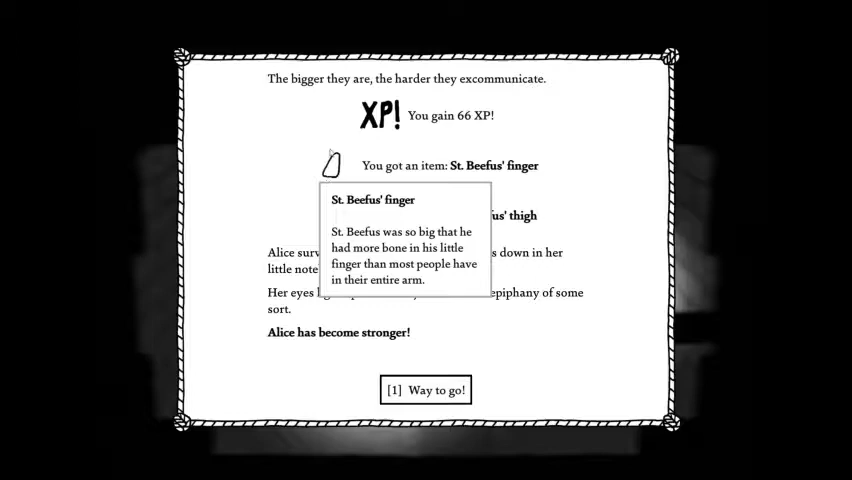 The bigger they are, the harder they excommunicate.
XP! You gain 66 XP!
You got an item: St. Beefus' finger
St. Beefus' finger
us' thigh
St. Beefus was so big that he
had more bone in his little
finger than most people have
in their entire arm.
Alice surv s down in her
little note
Her eyes epiphany of some
sort.
Alice has become stronger!
[1] Way to go!